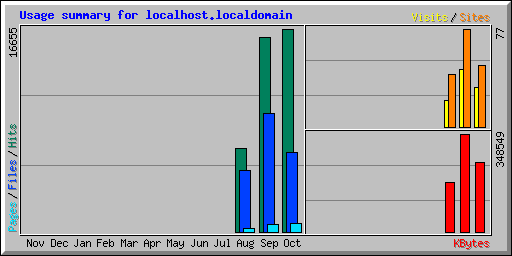 Usage summary for localhost.localdomain
Visits/Sites
16655
77
Pages/Files/Hits
348549
Nov Dec Jan Feb Mar Apr May Jun Jul Aug Sep Oct
KBytes